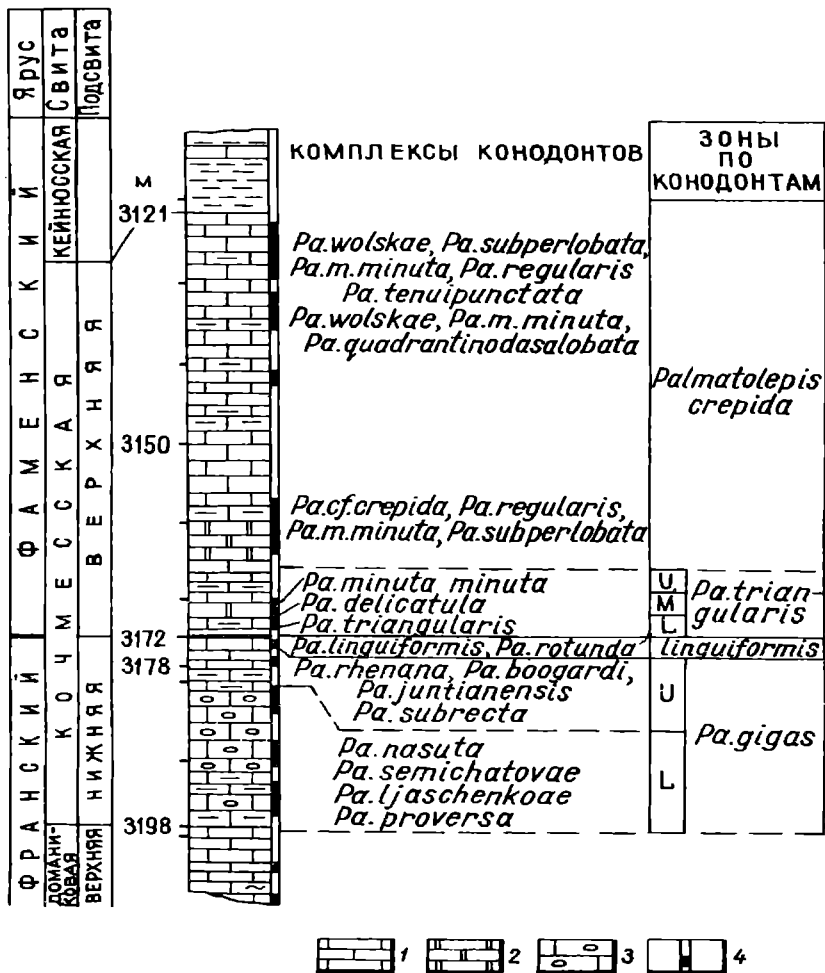 Ярус
Свита
Подсвита
ФАМЕНСКИЙ
ФРАНСКИЙ
КЕЙНЮССКАЯ
КОЧМЕССКАЯ
ДОМАНИ-
КОВАЯ
ВЕРХНЯЯ
НИЖНЯЯ
ВЕРХНЯЯ
м
3121
3150
3172
3178
3198
КОМПЛЕКСЫ КОНОДОНТОВ
Pa.wolskae, Pa.subperlobata,
Pa.m.minuta, Pa.regularis
Pa.tenuipunctata
Pa.wolskae, Pa.m.minuta,
Pa.quadrantinodasalobata
Pa.cf.crepida, Pa.regularis,
Pa.m.minuta, Pa.subperlobata
Pa.minuta minuta
Pa.delicatula
Pa.triangularis
Pa.linguiformis, Pa.rotunda
Pa.rhenana, Pa.boogardi,
Pa.juntianensis
Pa.subrecta
Pa.nasuta
Pa.semichatovae
Pa.ljaschenkoae
Pa.proversa
ЗОНЫ
ПО
КОНОДОНТАМ
Palmatolepis
crepida
U
M
L
Pa.trian-
gularis
linguiformis
U
L
Pa.gigas
1
2
3
4